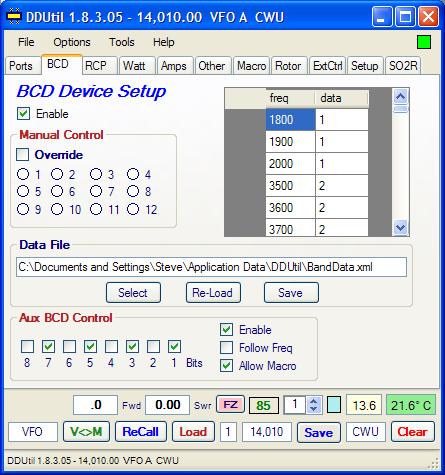 DDUtil 1.8.3.05 - 14,010.00 VFO A CWU
File Options Tools Help
Ports BCD RCP Watt Amps Other Macro Rotor ExtCtrl Setup SO2R
BCD Device Setup
Enable
freq data
1800 1
1900 1
2000 1
3500 2
3600 2
3700 2
Manual Control
Override
1 2 3 4
5 6 7 8
9 10 11 12
Data File
C:\Documents and Settings\Steve\Application Data\DDUtil\BandData.xml
Select Re-Load Save
Aux BCD Control
8 7 6 5 4 3 2 1 Bits
Enable
Follow Freq
Allow Macro
.0 Fwd 0.00 Swr FZ 85 1 13.6 21.6° C
VFO V<>M ReCall Load 1 14,010 Save CWU Clear
DDUtil 1.8.3.05 - 14,010.00 VFO A CWU